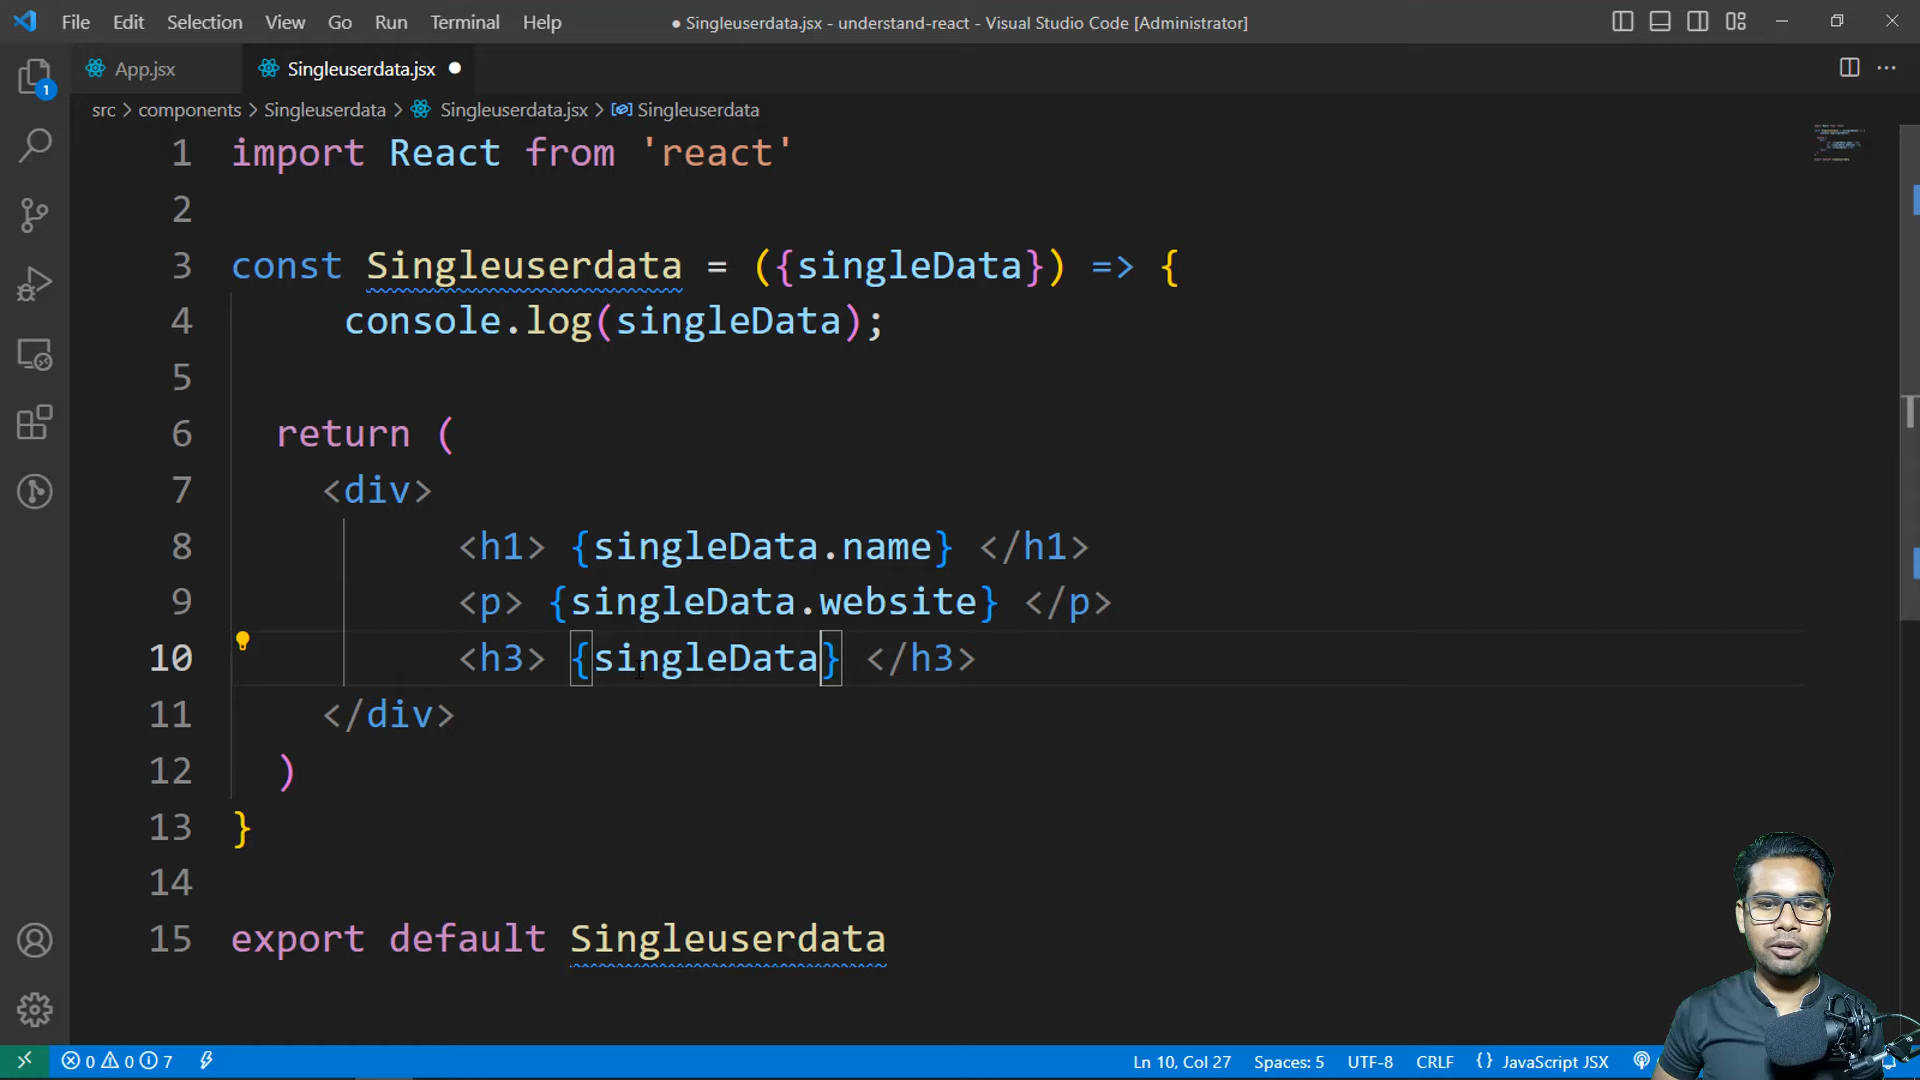 File Edit Selection View Go Run Terminal Help
● Singleuserdata.jsx - understand-react - Visual Studio Code [Administrator]
App.jsx
Singleuserdata.jsx
src > components > Singleuserdata > Singleuserdata.jsx > Singleuserdata
1
1 import React from 'react'
2
3 const Singleuserdata = ({singleData}) => {
4 console.log(singleData);
5
6 return (
7 <div>
8 <h1> {singleData.name} </h1>
9 <p> {singleData.website} </p>
10 <h3> {singleData} </h3>
11 </div>
12 )
13 }
14
15 export default Singleuserdata
0 0 7
Ln 10, Col 27 Spaces: 5 UTF-8 CRLF {} JavaScript JSX